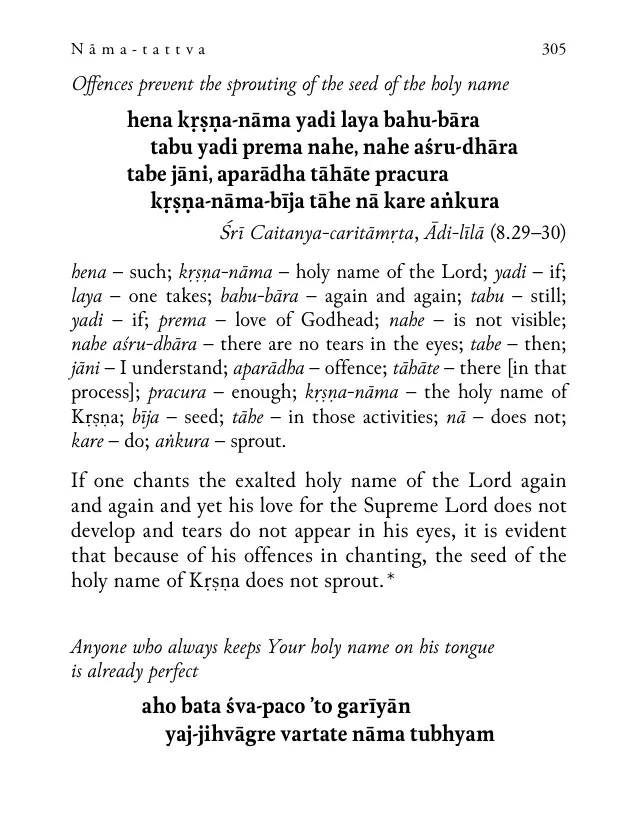 Nāma-tattva 305
Offences prevent the sprouting of the seed of the holy name
hena kṛṣṇa-nāma yadi laya bahu-bāra
tabu yadi prema nahe, nahe aśru-dhāra
tabe jāni, aparādha tāhāte pracura
kṛṣṇa-nāma-bīja tāhe nā kare aṅkura
Śrī Caitanya-caritāmṛta, Ādi-līlā (8.29–30)
hena – such; kṛṣṇa-nāma – holy name of the Lord; yadi – if;
laya – one takes; bahu-bāra – again and again; tabu – still;
yadi – if; prema – love of Godhead; nahe – is not visible;
nahe aśru-dhāra – there are no tears in the eyes; tabe – then;
jāni – I understand; aparādha – offence; tāhāte – there [in that
process]; pracura – enough; kṛṣṇa-nāma – the holy name of
Kṛṣṇa; bīja – seed; tāhe – in those activities; nā – does not;
kare – do; aṅkura – sprout.
If one chants the exalted holy name of the Lord again
and again and yet his love for the Supreme Lord does not
develop and tears do not appear in his eyes, it is evident
that because of his offences in chanting, the seed of the
holy name of Kṛṣṇa does not sprout.*
Anyone who always keeps Your holy name on his tongue
is already perfect
aho bata śva-paco ’to garīyān
yaj-jihvāgre vartate nāma tubhyam